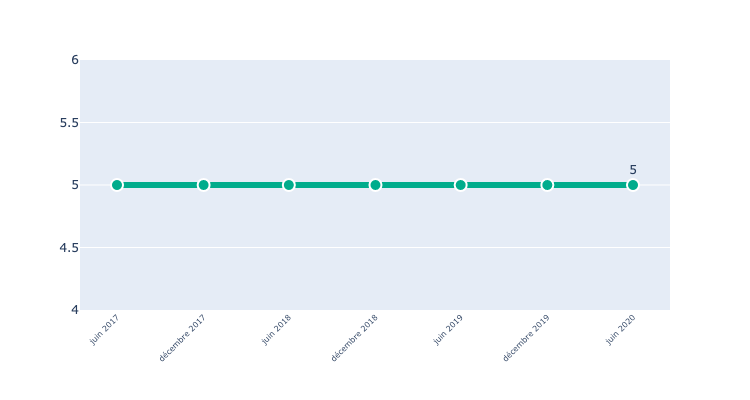 6
5.5
5
5
4.5
4
juin 2017
décembre 2017
juin 2018
décembre 2018
juin 2019
décembre 2019
juin 2020